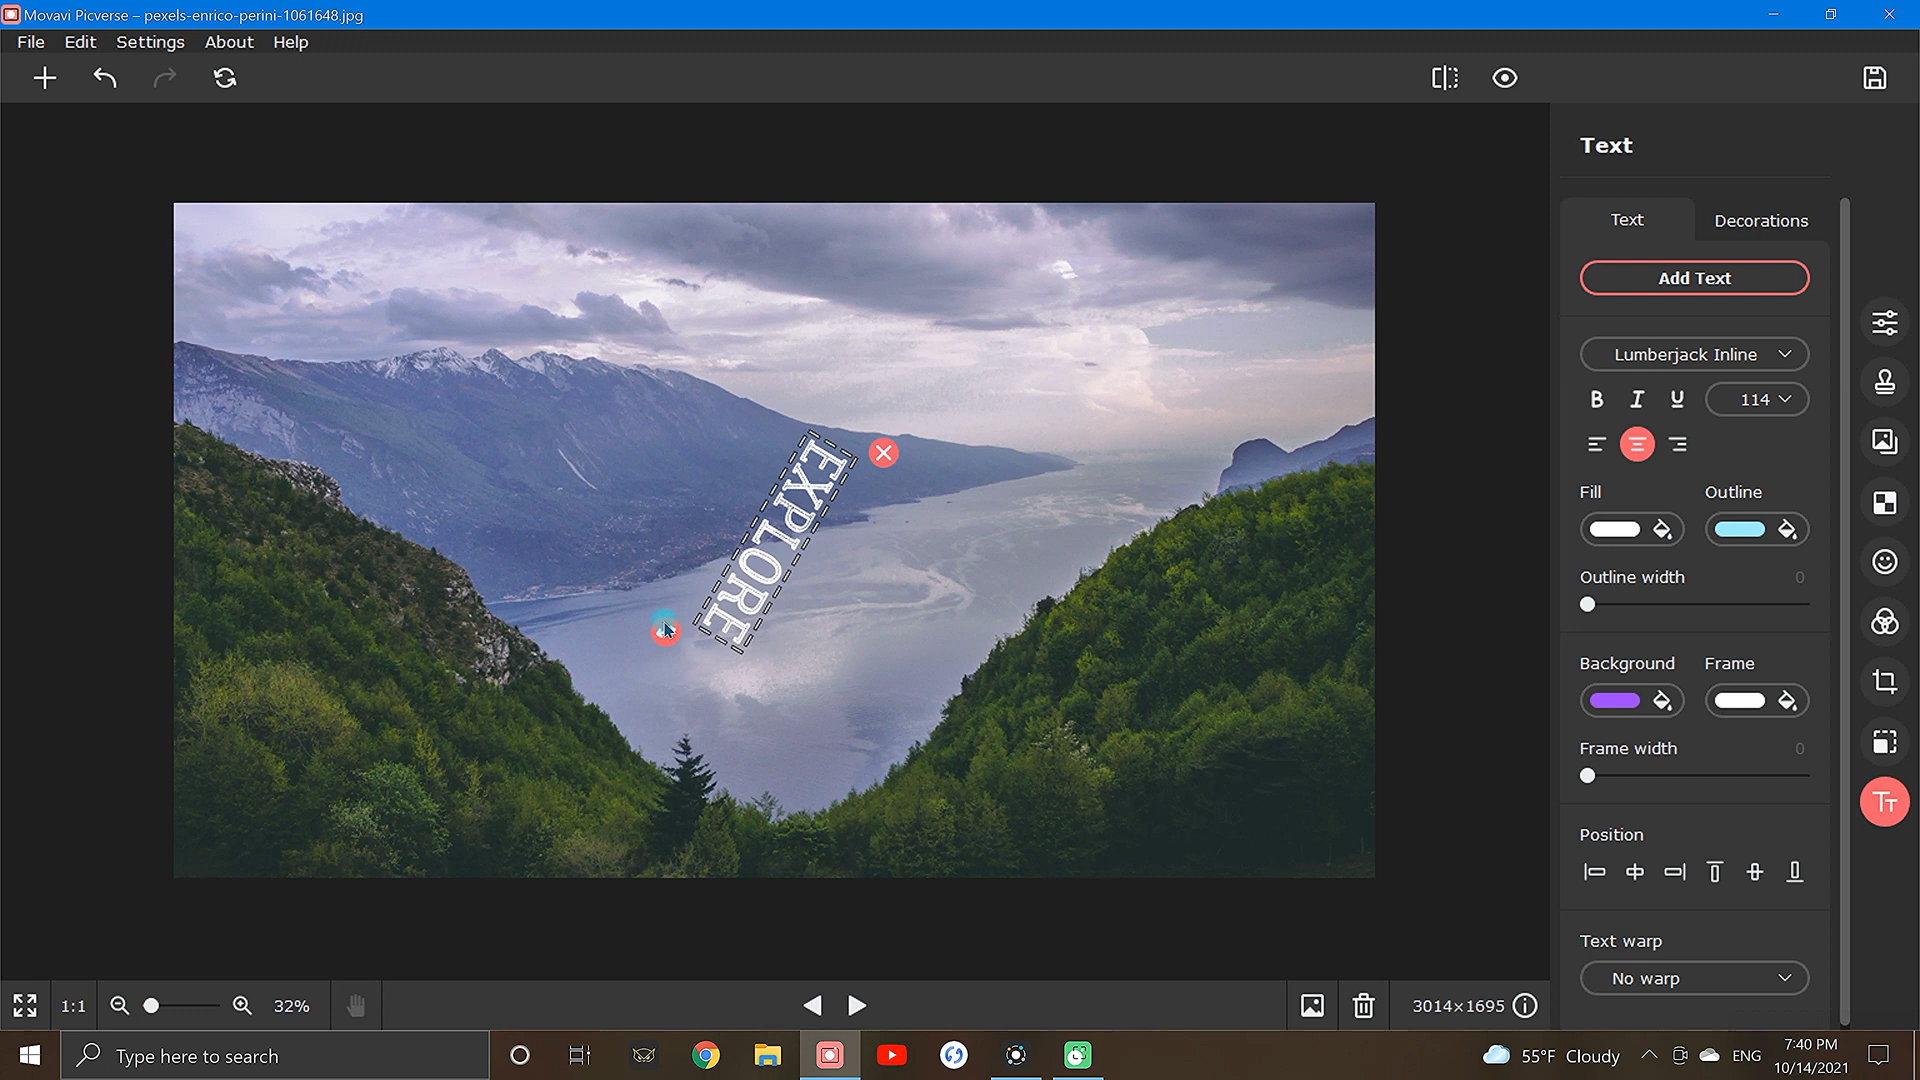 Movavi Picverse – pexels-enrico-perini-1061648.jpg
File Edit Settings About Help
Text
Text Decorations
Add Text
Lumberjack Inline
B I U 114
Fill Outline
Outline width 0
Background Frame
Frame width 0
Position
Text warp
No warp
Tт
EXPLORE
1:1 32% 3014×1695
Type here to search
55°F Cloudy ENG
7:40 PM
10/14/2021